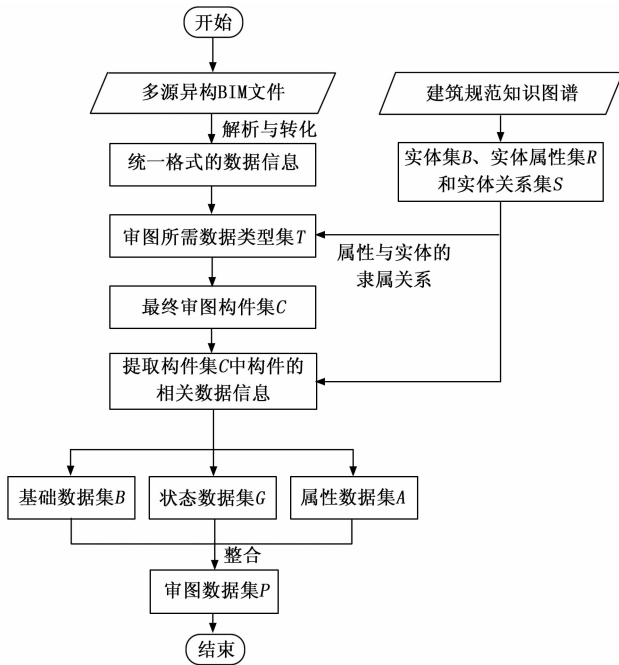 开始
多源异构BIM文件
建筑规范知识图谱
解析与转化
统一格式的数据信息
实体集B、实体属性集R
和实体关系集S
审图所需数据类型集T
属性与实体的
隶属关系
最终审图构件集C
提取构件集C中构件的
相关数据信息
基础数据集B
状态数据集G
属性数据集A
整合
审图数据集P
结束